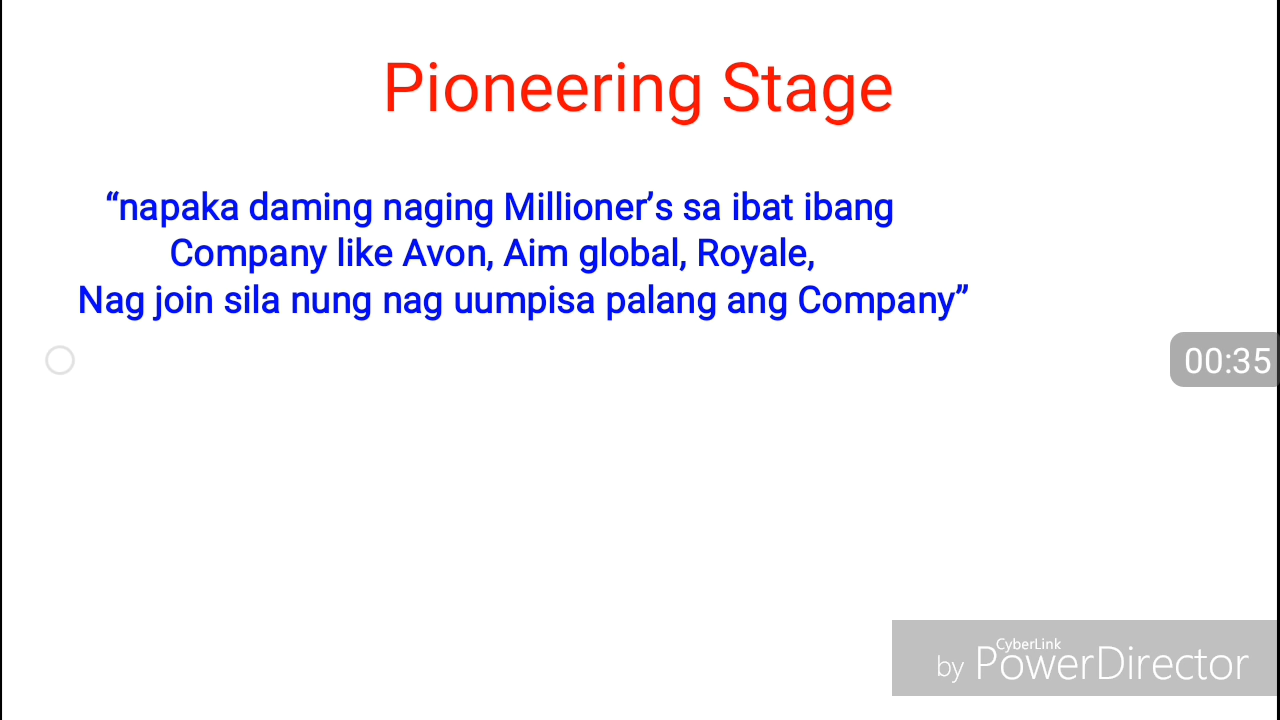 Pioneering Stage
“napaka daming naging Millioner’s sa ibat ibang
Company like Avon, Aim global, Royale,
Nag join sila nung nag uumpisa palang ang Company”
00:35
CyberLink
by PowerDirector